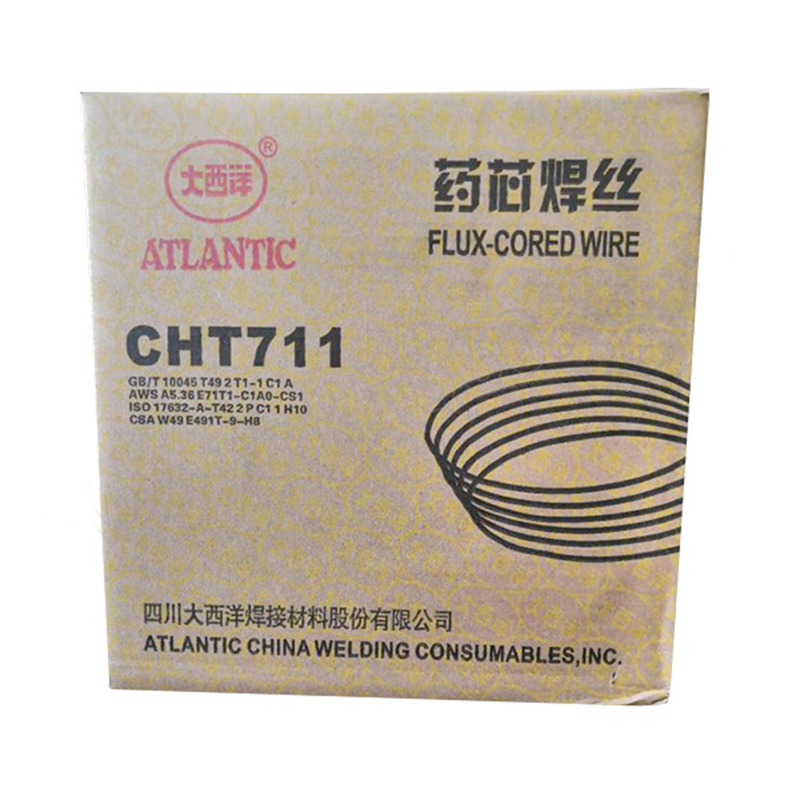 大西洋®
ATLANTIC
药芯焊丝
FLUX-CORED WIRE
CHT711
GB/T 10045 T49 2 T1-1 C1 A
AWS A5.36 E71T1-C1A0-CS1
ISO 17632-A-T42 2 P C1 1 H10
CSA W49 E491T-9-H8
四川大西洋焊接材料股份有限公司
ATLANTIC CHINA WELDING CONSUMABLES,INC.